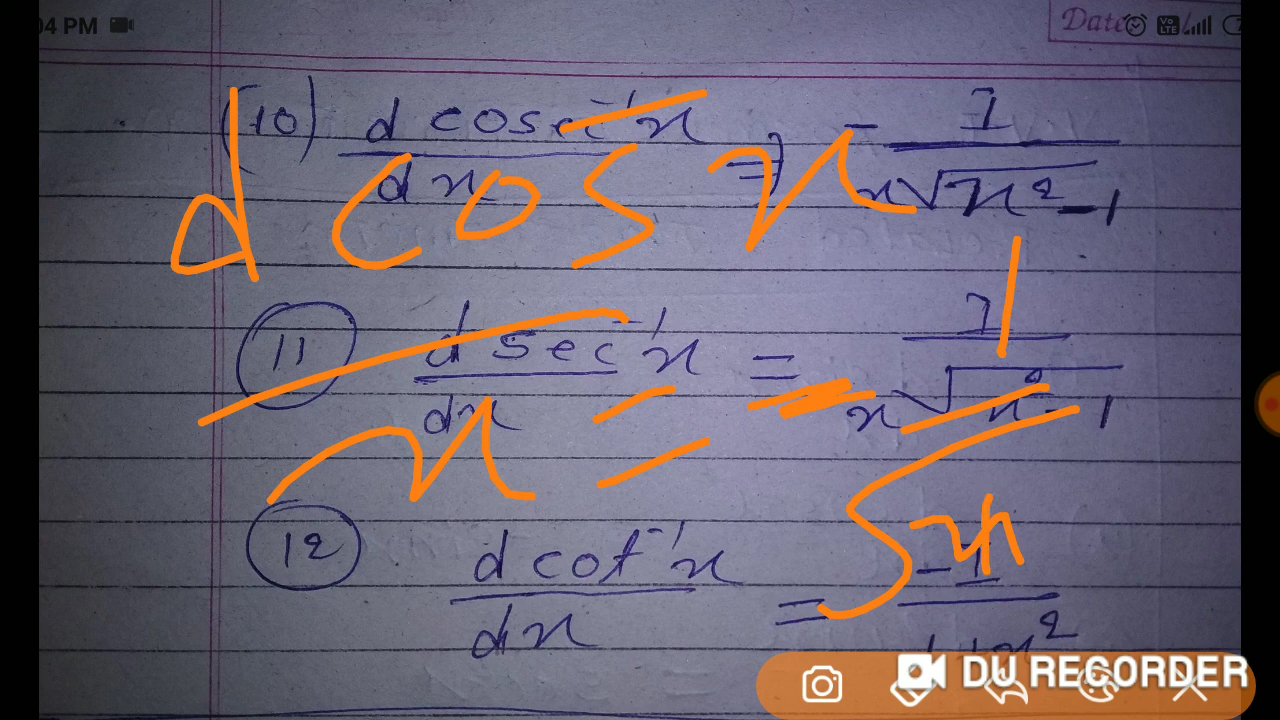 04 PM
Date
(10) d cosec⁻¹x / dx => - 1 / x√x²-1
d cos x
11 d sec⁻¹x / dx = 1 / x√x²-1
12 d cot⁻¹x / dx = -1 / 1+x²
DU RECORDER